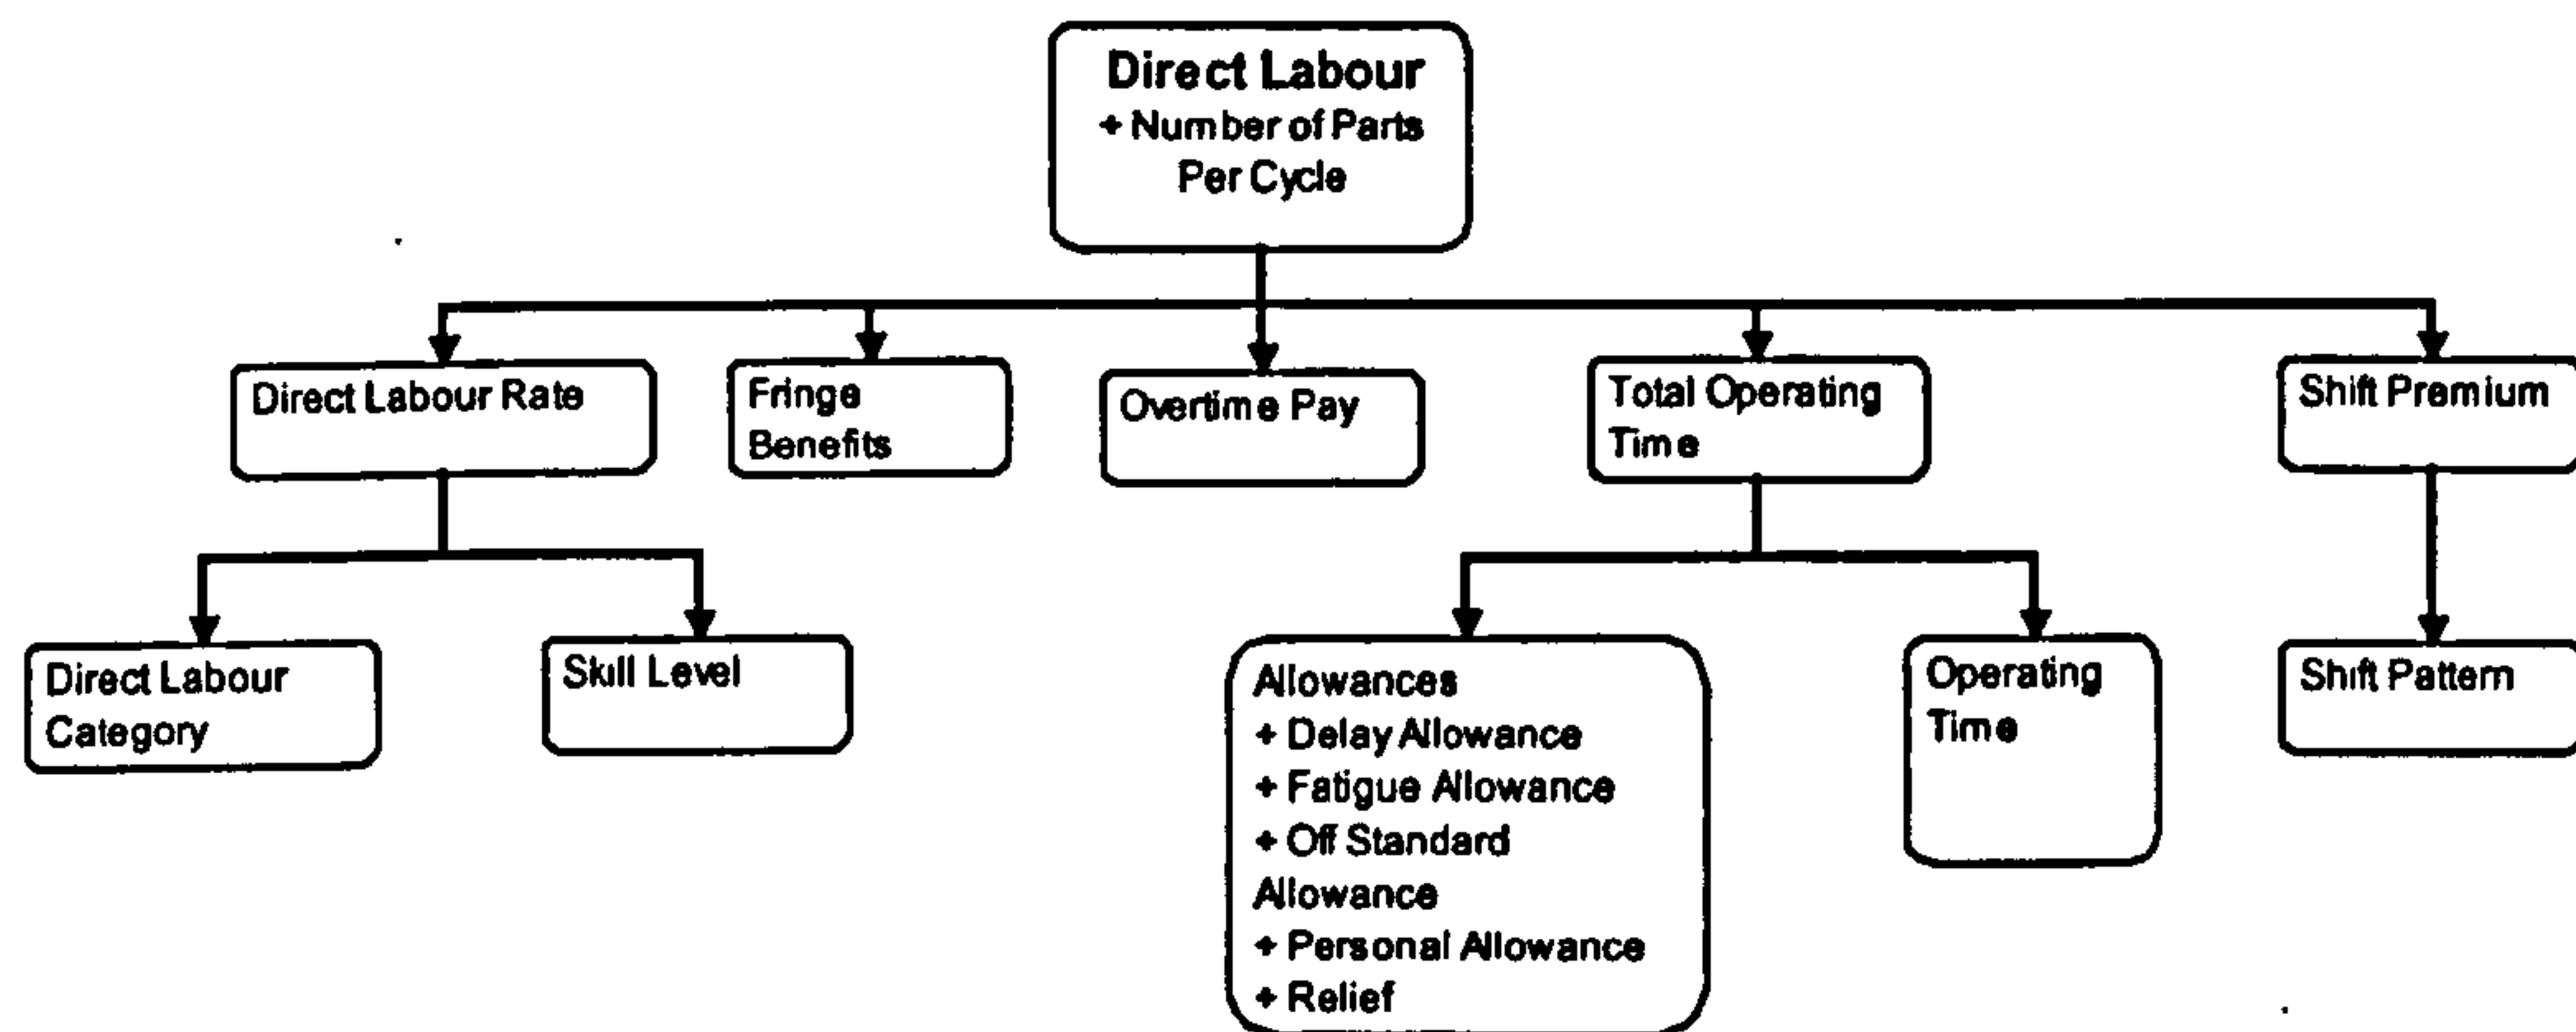 Direct Labour
+ Number of Parts
Per Cycle
Direct Labour Rate
Fringe
Benefits
Overtime Pay
Total Operating
Time
Shift Premium
Direct Labour
Category
Skill Level
Allowances
+ Delay Allowance
+ Fatigue Allowance
+ Off Standard
Allowance
+ Personal Allowance
+ Relief
Operating
Time
Shift Pattern